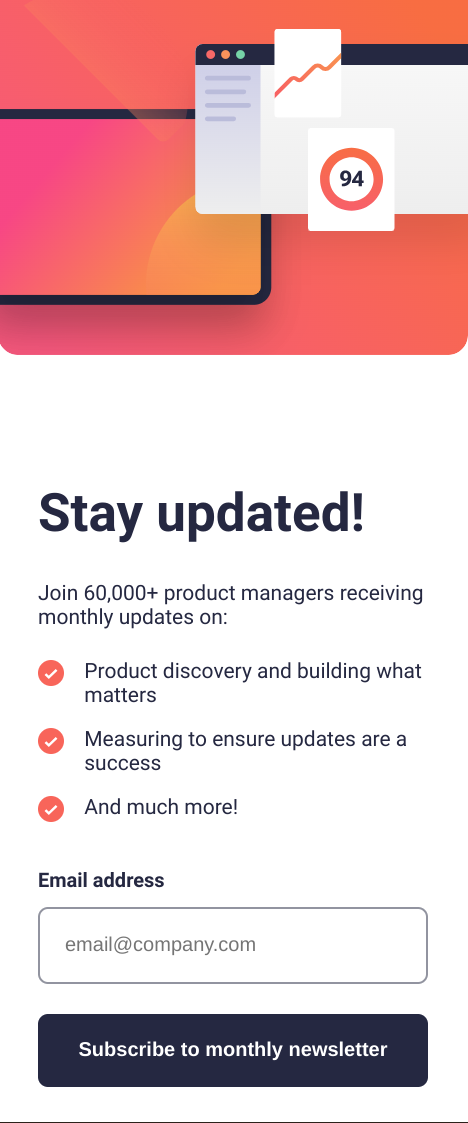 94
Stay updated!
Join 60,000+ product managers receiving
monthly updates on:
Product discovery and building what
matters
Measuring to ensure updates are a
success
And much more!
Email address
email@company.com
Subscribe to monthly newsletter